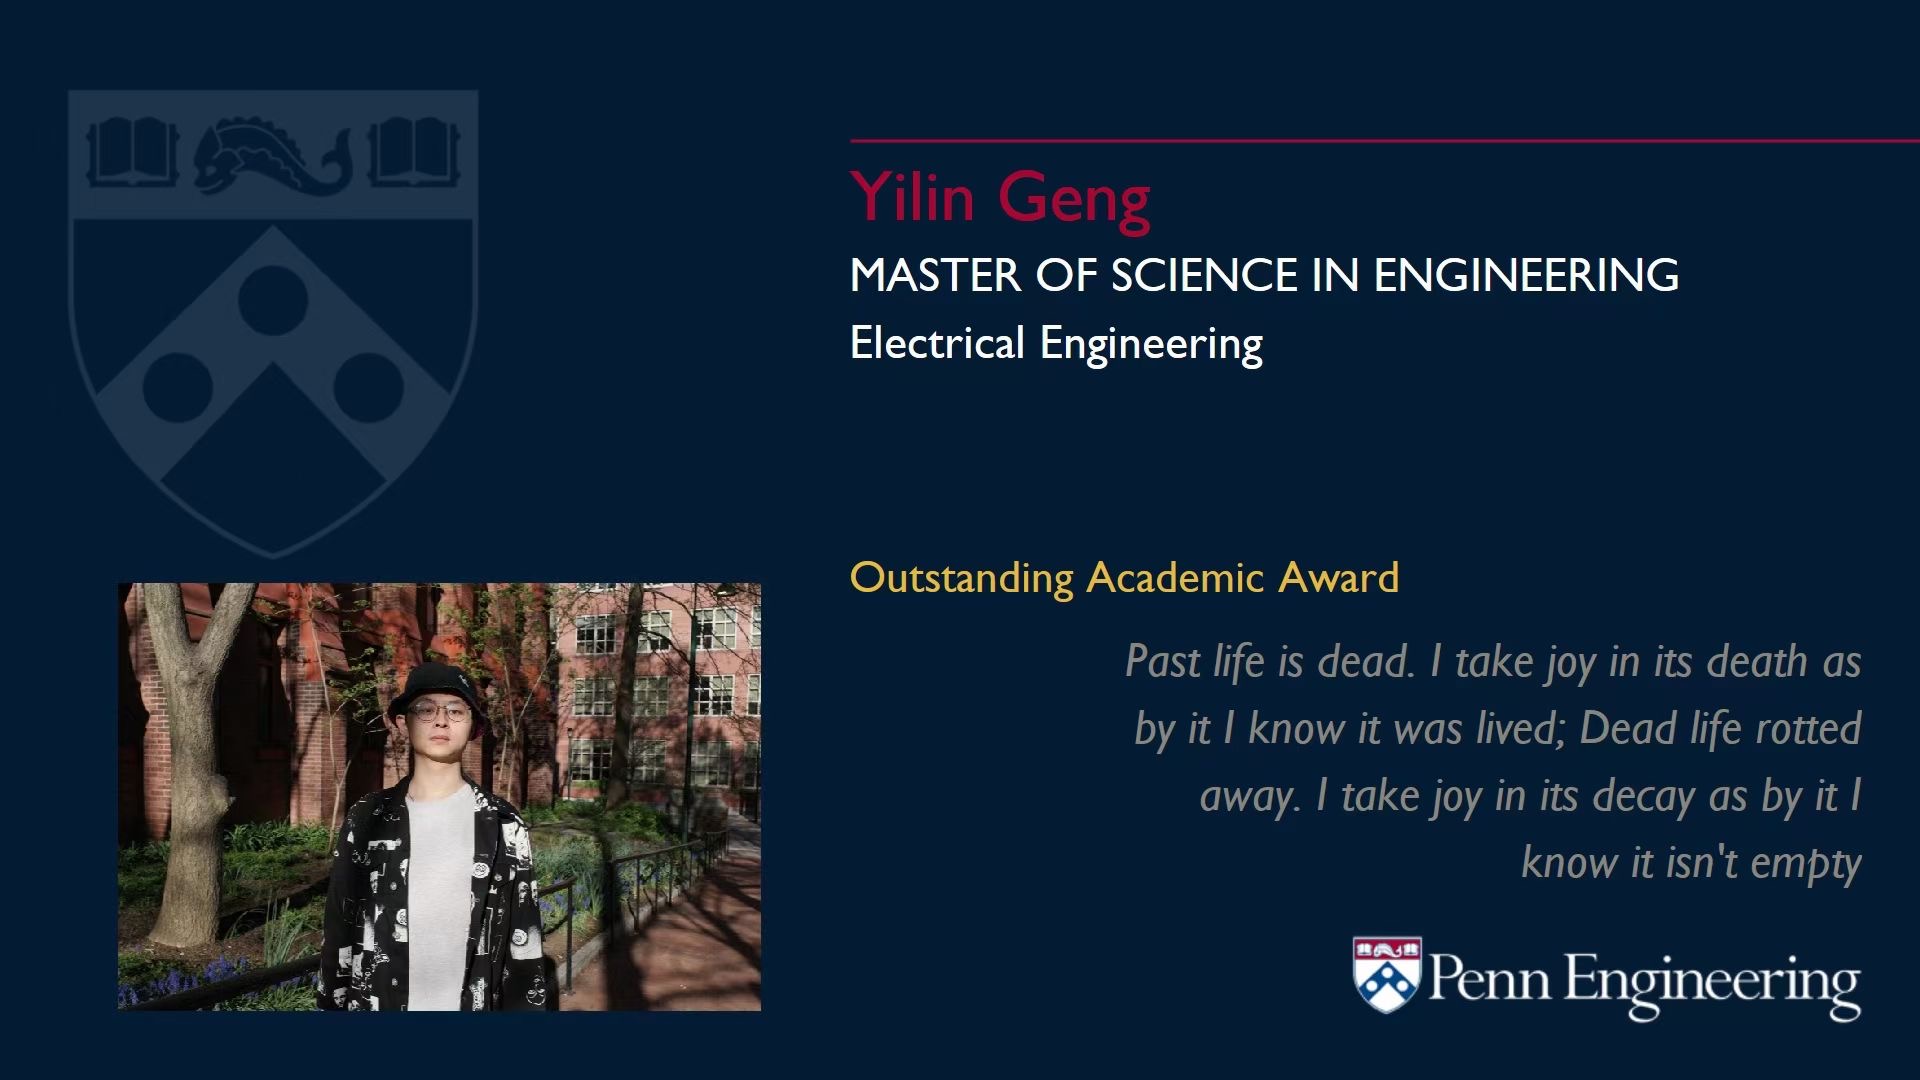 Yilin Geng
MASTER OF SCIENCE IN ENGINEERING
Electrical Engineering
Outstanding Academic Award
Past life is dead. I take joy in its death as
by it I know it was lived; Dead life rotted
away. I take joy in its decay as by it I
know it isn't empty
Penn Engineering